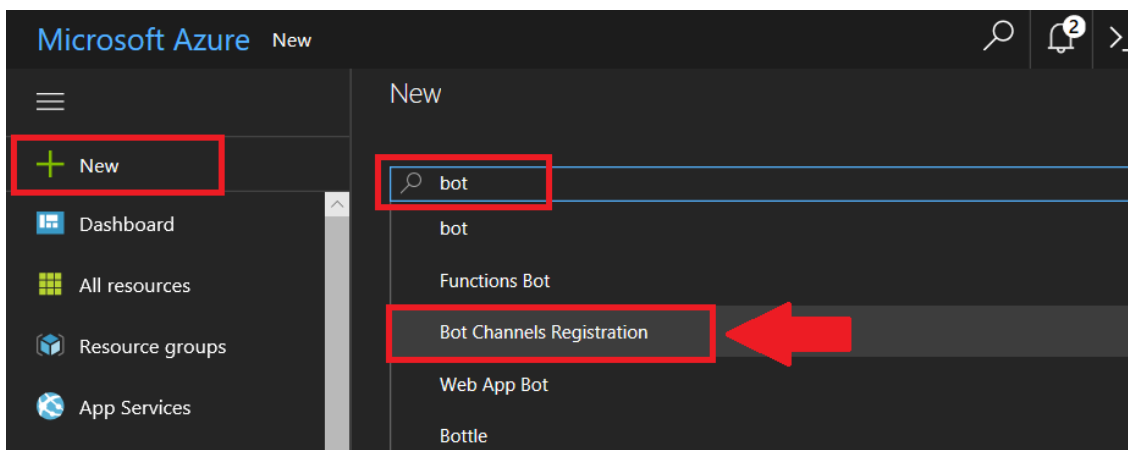 Microsoft Azure New
2
New
New
bot
Dashboard
bot
All resources
Functions Bot
Resource groups
Bot Channels Registration
App Services
Web App Bot
Bottle